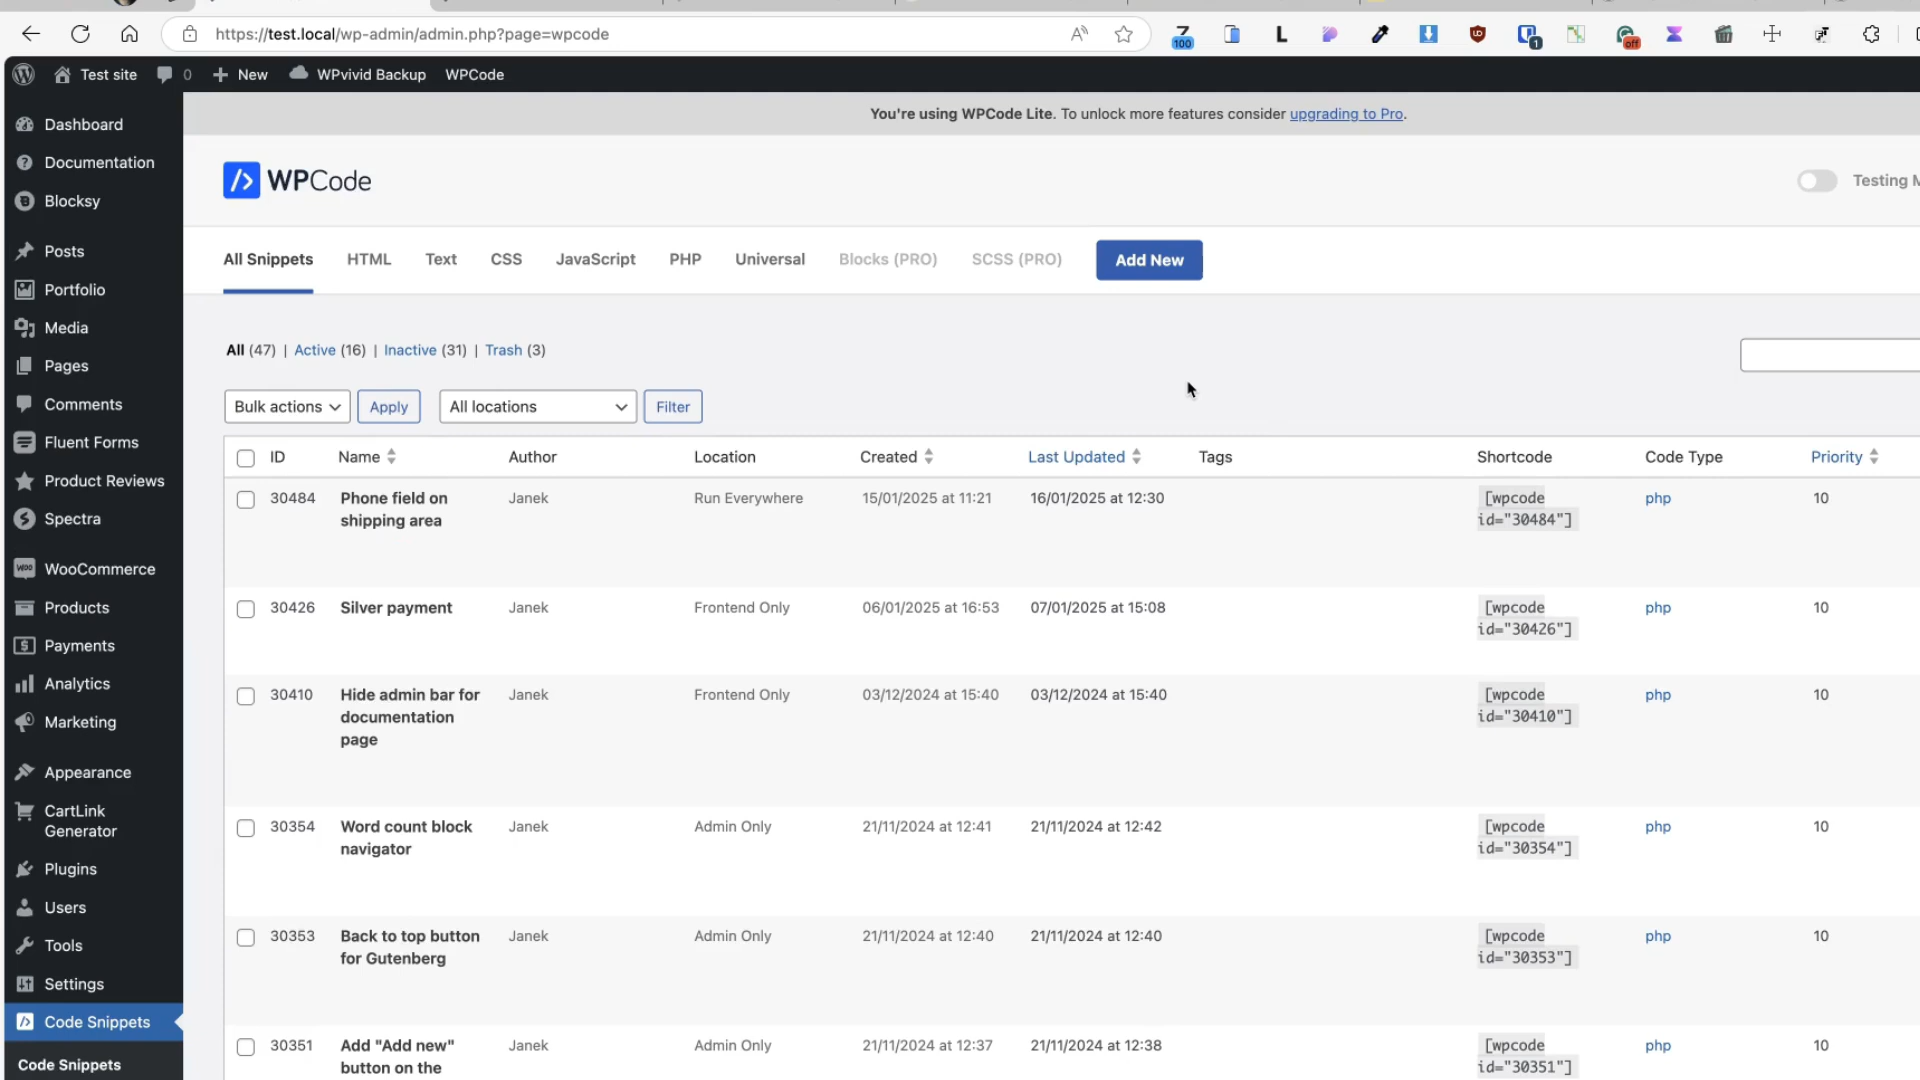 https://test.local/wp-admin/admin.php?page=wpcode
100
1
off
Test site 0 New WPvivid Backup WPCode
Dashboard
Documentation
Blocksy
Posts
Portfolio
Media
Pages
Comments
Fluent Forms
Product Reviews
Spectra
WooCommerce
Products
Payments
Analytics
Marketing
Appearance
CartLink
Generator
Plugins
Users
Tools
Settings
Code Snippets
Code Snippets
You're using WPCode Lite. To unlock more features consider upgrading to Pro.
WPCode
Testing M
All Snippets HTML Text CSS JavaScript PHP Universal Blocks (PRO) SCSS (PRO) Add New
All (47) | Active (16) | Inactive (31) | Trash (3)
Bulk actions Apply All locations Filter
ID Name Author Location Created Last Updated Tags Shortcode Code Type Priority
30484 Phone field on Janek Run Everywhere 15/01/2025 at 11:21 16/01/2025 at 12:30 [wpcode php 10
shipping area id="30484"]
30426 Silver payment Janek Frontend Only 06/01/2025 at 16:53 07/01/2025 at 15:08 [wpcode php 10
id="30426"]
30410 Hide admin bar for Janek Frontend Only 03/12/2024 at 15:40 03/12/2024 at 15:40 [wpcode php 10
documentation id="30410"]
page
30354 Word count block Janek Admin Only 21/11/2024 at 12:41 21/11/2024 at 12:42 [wpcode php 10
navigator id="30354"]
30353 Back to top button Janek Admin Only 21/11/2024 at 12:40 21/11/2024 at 12:40 [wpcode php 10
for Gutenberg id="30353"]
30351 Add "Add new" Janek Admin Only 21/11/2024 at 12:37 21/11/2024 at 12:38 [wpcode php 10
button on the id="30351"]